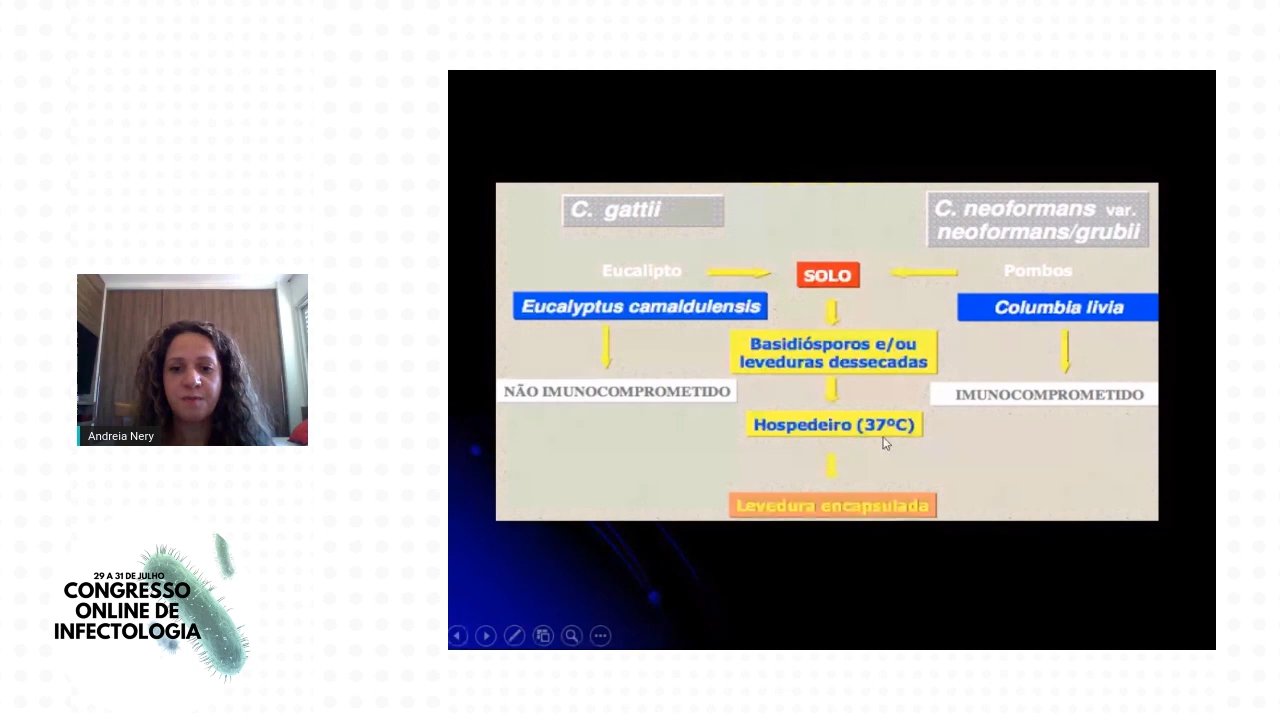 C. gattii
C. neoformans var.
neoformans/grubii
Eucalipto
SOLO
Pombos
Eucalyptus camaldulensis
Columbia livia
Basidiósporos e/ou
leveduras dessecadas
NÃO IMUNOCOMPROMETIDO
IMUNOCOMPROMETIDO
Hospedeiro (37ºC)
Levedura encapsulada
Andreia Nery
29 A 31 DE JULHO
CONGRESSO
ONLINE DE
INFECTOLOGIA